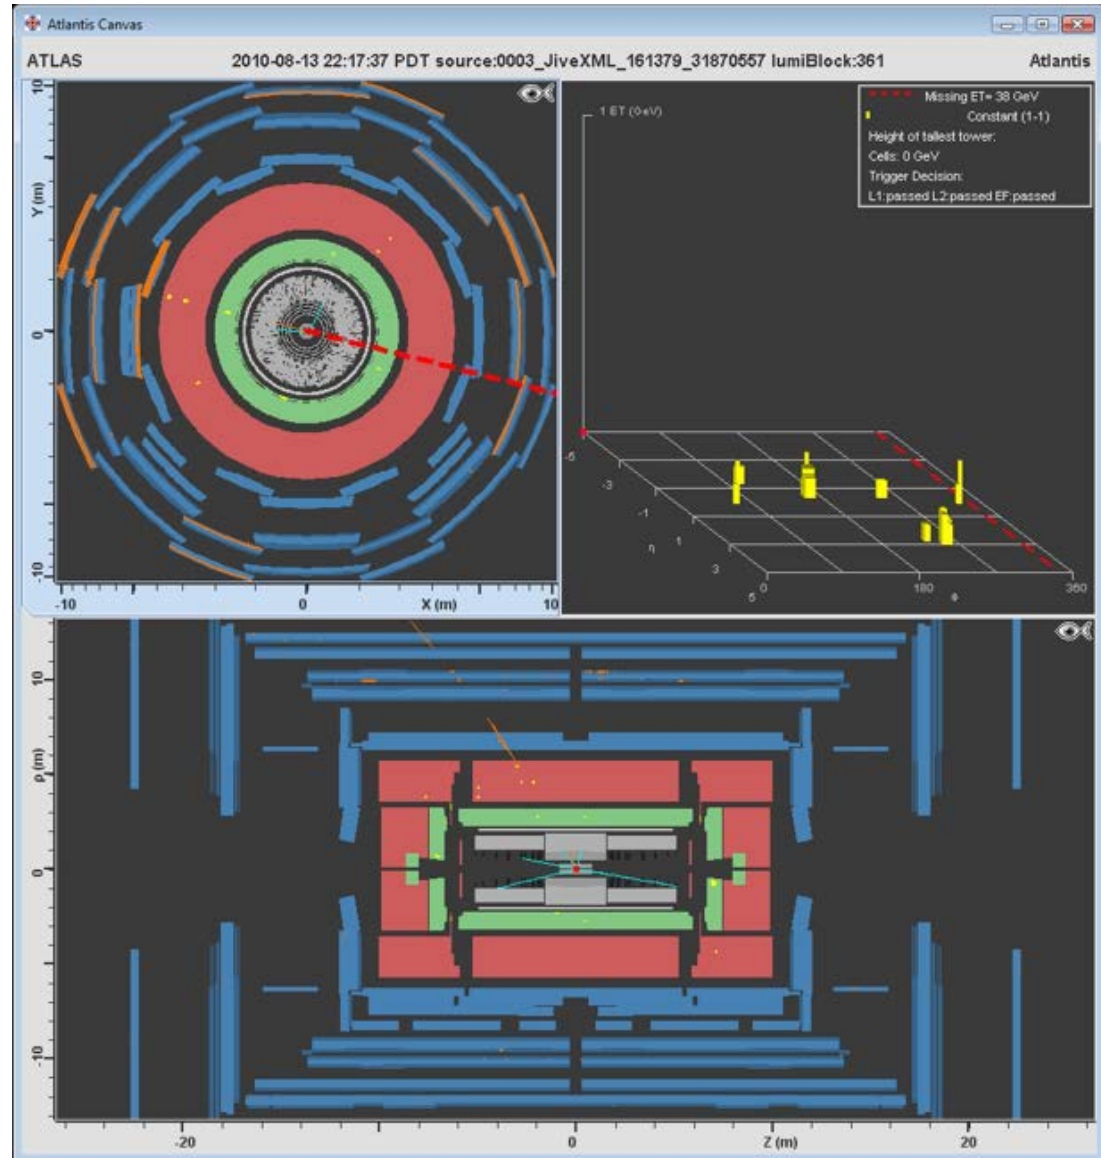 Atlantis Canvas
ATLAS 2010-08-13 22:17:37 PDT source:0003_JiveXML_161379_31870557 lumiBlock:361 Atlantis
10
Y (m)
0
-10
-10 0 X (m) 10
1 ET (GeV)
Missing ET= 38 GeV
Constant (1-1)
Height of tallest tower:
Cells: 0 GeV
Trigger Decision:
L1:passed L2:passed EF:passed
-5
-3
-1
η 1
3
0
5 180 360
10
ρ (m)
0
-10
-20 0 Z (m) 20